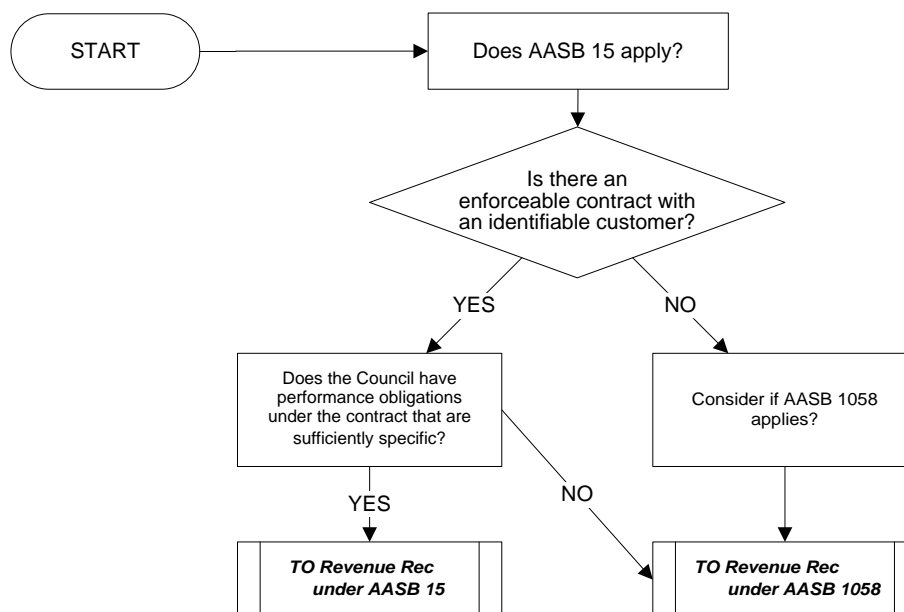 START
Does AASB 15 apply?
Is there an
enforceable contract with
an identifiable customer?
YES
NO
Does the Council have
performance obligations
under the contract that are
sufficiently specific?
Consider if AASB 1058
applies?
YES
NO
TO Revenue Rec
under AASB 15
TO Revenue Rec
under AASB 1058